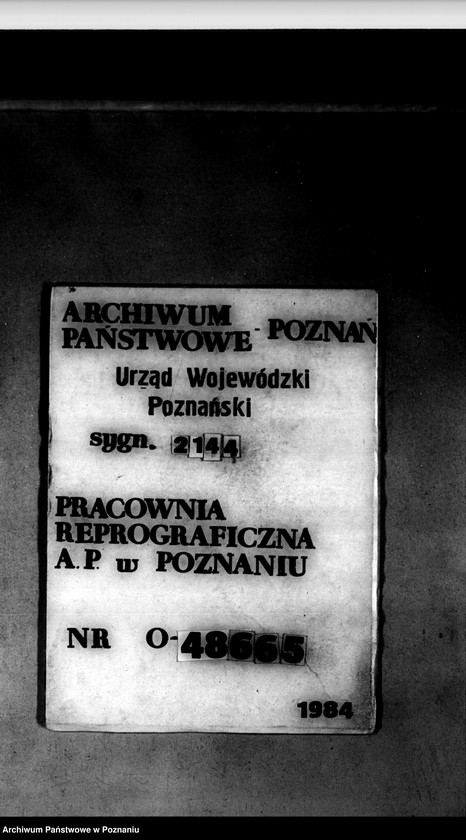 ARCHIWUM
PAŃSTWOWE - POZNAŃ
Urząd Wojewódzki
Poznański
sygn. 2144
PRACOWNIA
REPROGRAFICZNA
A.P. w POZNANIU
NR O-48665
1984
Archiwum Państwowe w Poznaniu